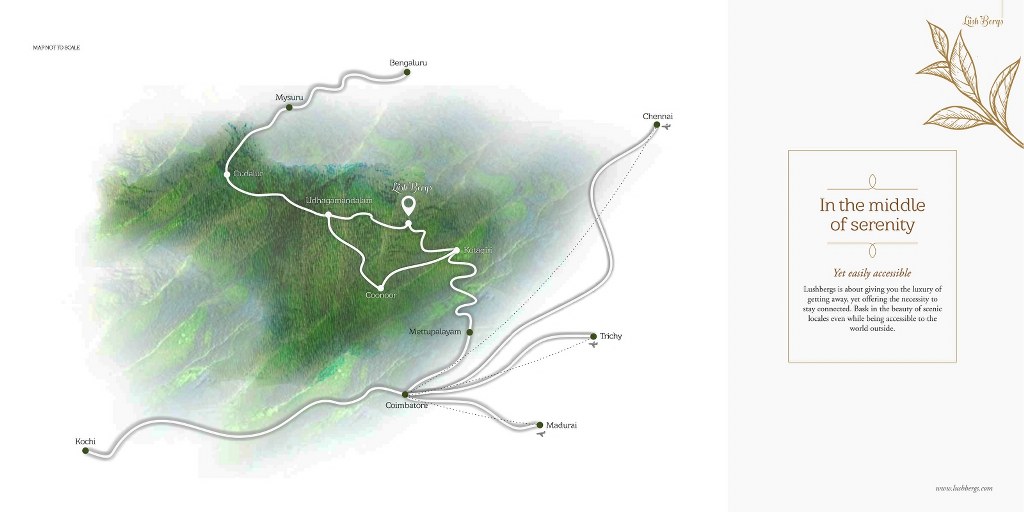 MAP NOT TO SCALE
Bengaluru
Mysuru
Chennai
Gudalur
Lush Bergs
Udhagamandalam
Kotagiri
Coonoor
Mettupalayam
Trichy
Coimbatore
Madurai
Kochi
Lush Bergs
In the middle
of serenity
Yet easily accessible
Lushbergs is about giving you the luxury of
getting away, yet offering the necessity to
stay connected. Bask in the beauty of scenic
locales even while being accessible to the
world outside.
www.lushbergs.com